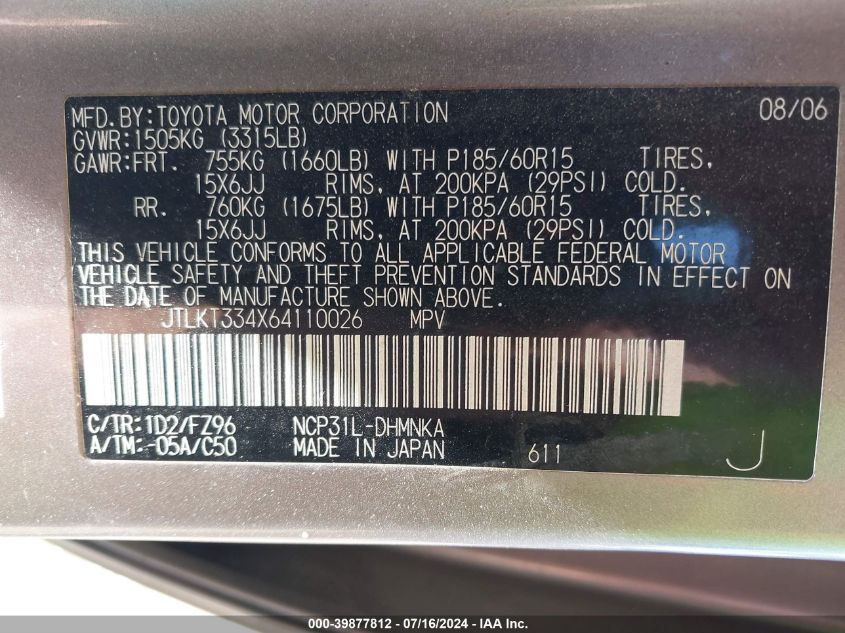 MFD.BY:TOYOTA MOTOR CORPORATION 08/06
GVWR:1505KG (3315LB)
GAWR:FRT. 755KG (1660LB) WITH P185/60R15 TIRES,
15X6JJ RIMS, AT 200KPA (29PSI) COLD.
RR. 760KG (1675LB) WITH P185/60R15 TIRES,
15X6JJ RIMS, AT 200KPA (29PSI) COLD.
THIS VEHICLE CONFORMS TO ALL APPLICABLE FEDERAL MOTOR
VEHICLE SAFETY AND THEFT PREVENTION STANDARDS IN EFFECT ON
THE DATE OF MANUFACTURE SHOWN ABOVE.
JTLKT334X64110026 MPV
C/TR:1D2/FZ96 NCP31L-DHMNKA
A/TM:-05A/C50 MADE IN JAPAN 611 J
000-39877812 - 07/16/2024 - IAA Inc.